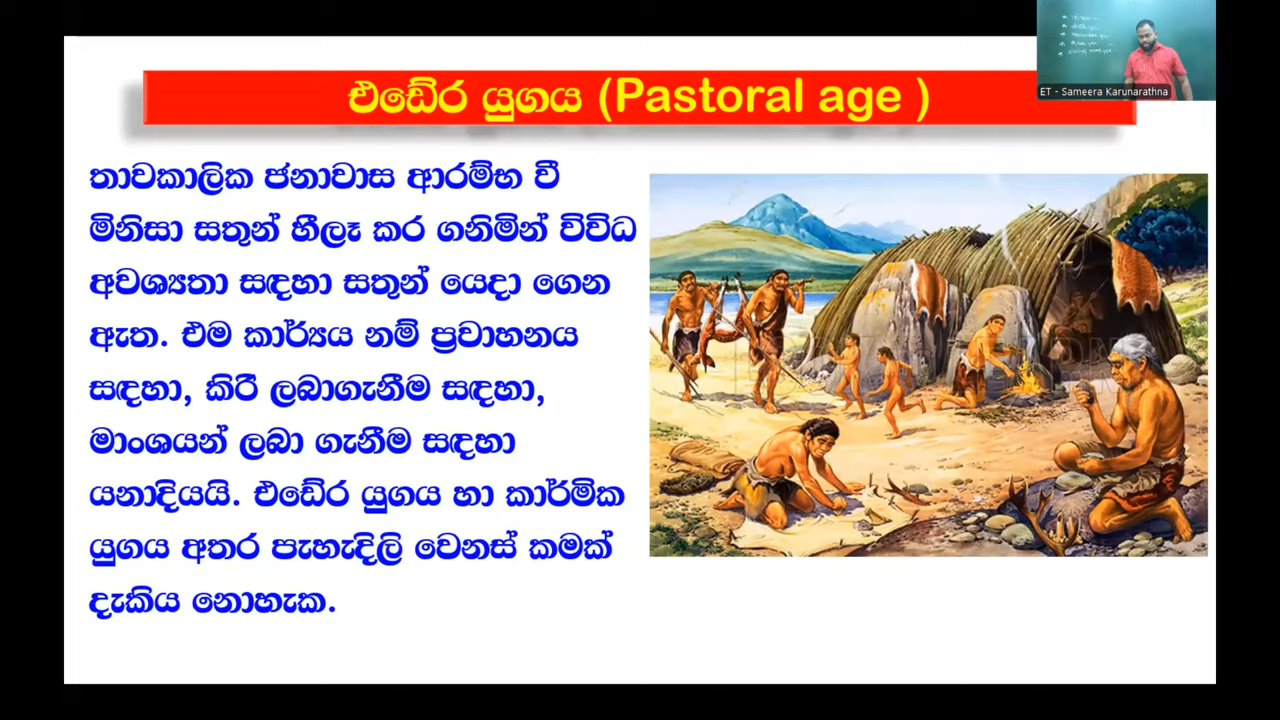 එඬේර යුගය (Pastoral age )
ET - Sameera Karunarathna
තාවකාලික ජනාවාස ආරම්භ වී
මිනිසා සතුන් හීලෑ කර ගනිමින් විවිධ
අවශ්‍යතා සඳහා සතුන් යෙදා ගෙන
ඇත. එම කාර්යය නම් ප්‍රවාහනය
සඳහා, කිරි ලබාගැනීම සඳහා,
මාංශයන් ලබා ගැනීම සඳහා
යනාදියයි. එඬේර යුගය හා කාර්මික
යුගය අතර පැහැදිලි වෙනස් කමක්
දැකිය නොහැක.